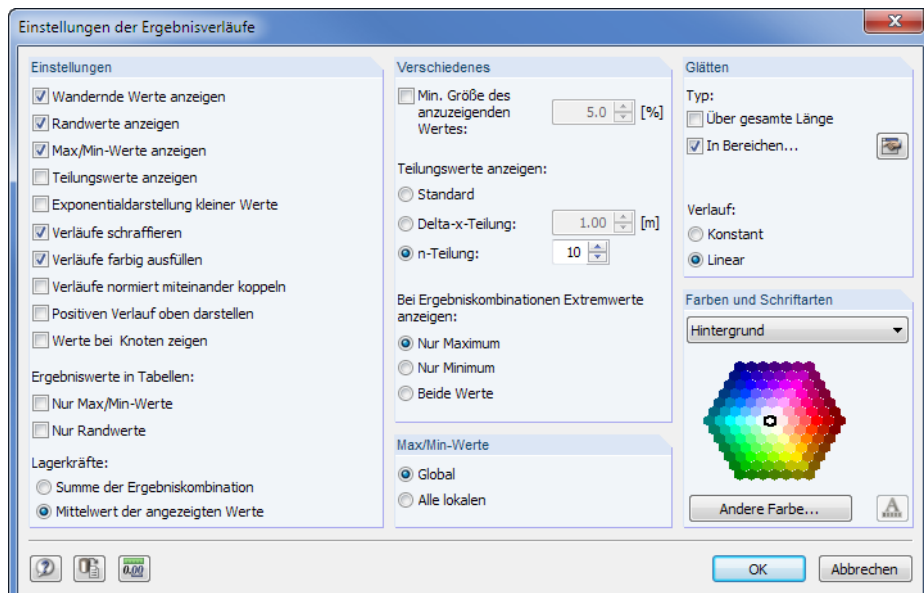 Einstellungen der Ergebnisverläufe
Einstellungen
Wandernde Werte anzeigen
Randwerte anzeigen
Max/Min-Werte anzeigen
Teilungswerte anzeigen
Exponentialdarstellung kleiner Werte
Verläufe schraffieren
Verläufe farbig ausfüllen
Verläufe normiert miteinander koppeln
Positiven Verlauf oben darstellen
Werte bei Knoten zeigen
Ergebniswerte in Tabellen:
Nur Max/Min-Werte
Nur Randwerte
Lagerkräfte:
Summe der Ergebniskombination
Mittelwert der angezeigten Werte
Verschiedenes
Min. Größe des
anzuzeigenden
Wertes:
5.0 [%]
Teilungswerte anzeigen:
Standard
Delta-x-Teilung: 1.00 [m]
n-Teilung: 10
Bei Ergebniskombinationen Extremwerte
anzeigen:
Nur Maximum
Nur Minimum
Beide Werte
Max/Min-Werte
Global
Alle lokalen
Glätten
Typ:
Über gesamte Länge
In Bereichen...
Verlauf:
Konstant
Linear
Farben und Schriftarten
Hintergrund
Andere Farbe...
A
0.00
OK
Abbrechen